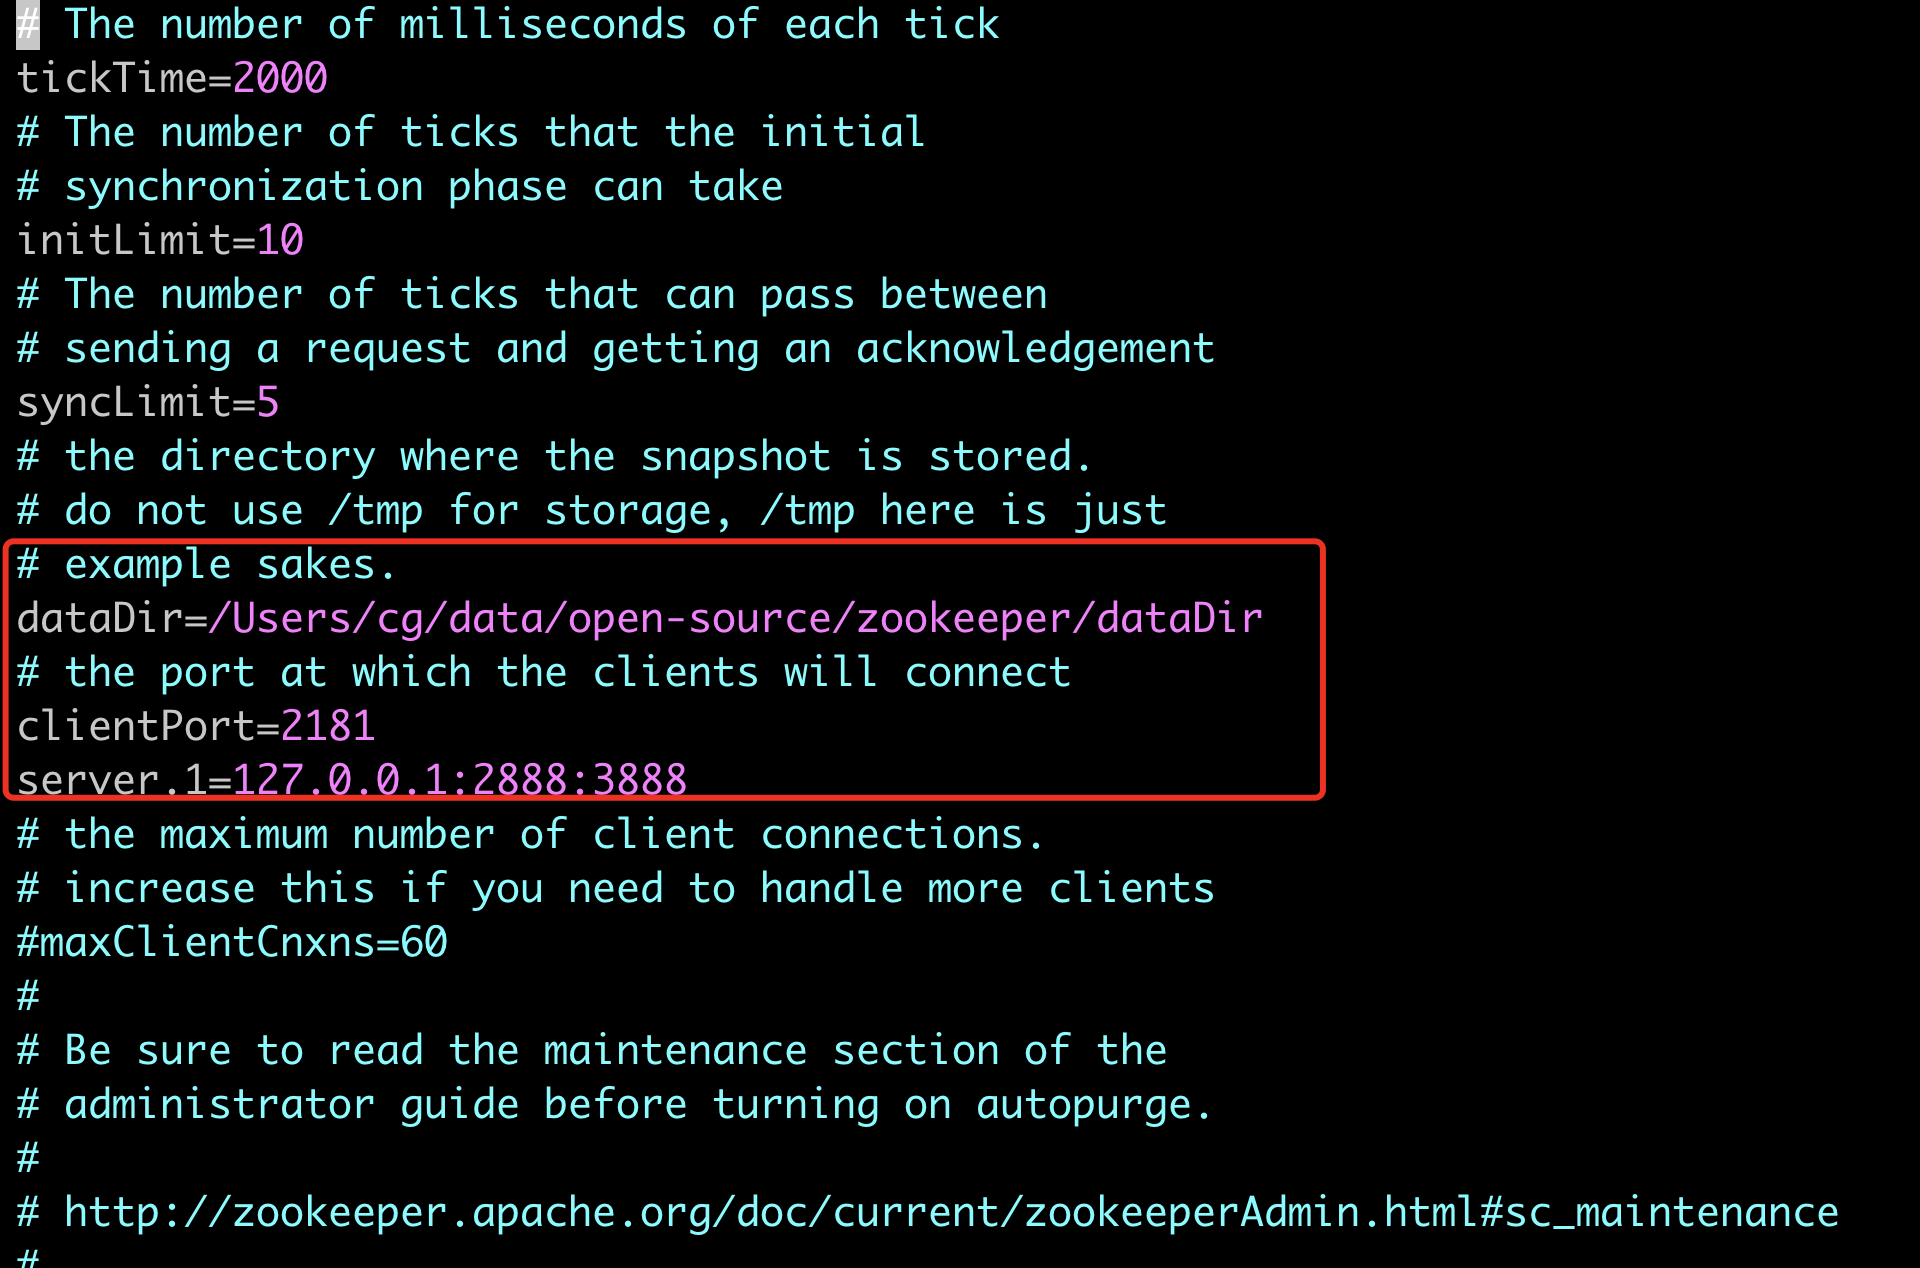 # The number of milliseconds of each tick
tickTime=2000
# The number of ticks that the initial
# synchronization phase can take
initLimit=10
# The number of ticks that can pass between
# sending a request and getting an acknowledgement
syncLimit=5
# the directory where the snapshot is stored.
# do not use /tmp for storage, /tmp here is just
# example sakes.
dataDir=/Users/cg/data/open-source/zookeeper/dataDir
# the port at which the clients will connect
clientPort=2181
server.1=127.0.0.1:2888:3888
# the maximum number of client connections.
# increase this if you need to handle more clients
#maxClientCnxns=60
#
# Be sure to read the maintenance section of the
# administrator guide before turning on autopurge.
#
# http://zookeeper.apache.org/doc/current/zookeeperAdmin.html#sc_maintenance
#